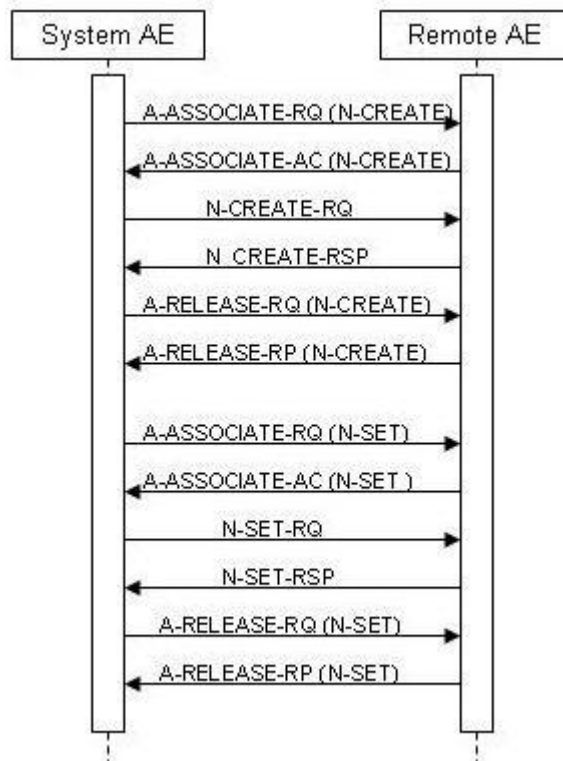 System AE
Remote AE
A-ASSOCIATE-RQ (N-CREATE)
A-ASSOCIATE-AC (N-CREATE)
N-CREATE-RQ
N_CREATE-RSP
A-RELEASE-RQ (N-CREATE)
A-RELEASE-RP (N-CREATE)
A-ASSOCIATE-RQ (N-SET)
A-ASSOCIATE-AC (N-SET )
N-SET-RQ
N-SET-RSP
A-RELEASE-RQ (N-SET)
A-RELEASE-RP (N-SET)